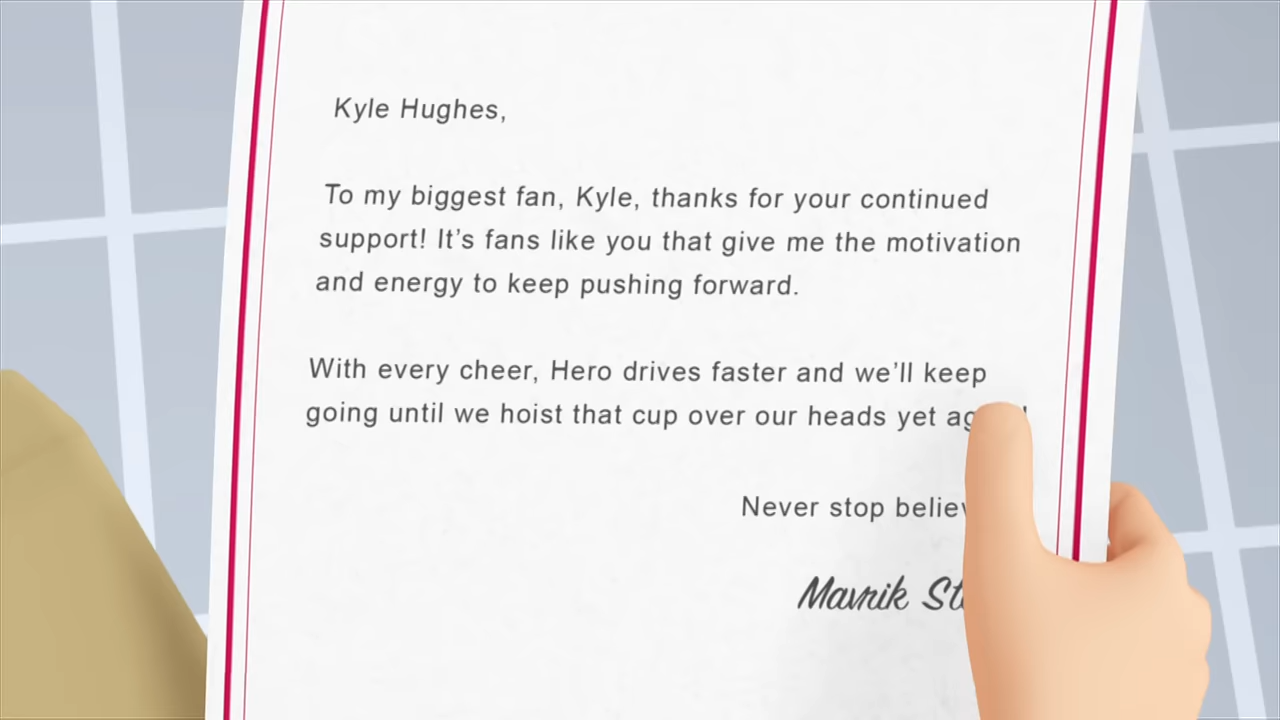 Kyle Hughes,
To my biggest fan, Kyle, thanks for your continued
support! It’s fans like you that give me the motivation
and energy to keep pushing forward.
With every cheer, Hero drives faster and we’ll keep
going until we hoist that cup over our heads yet
Never stop
Mavrik